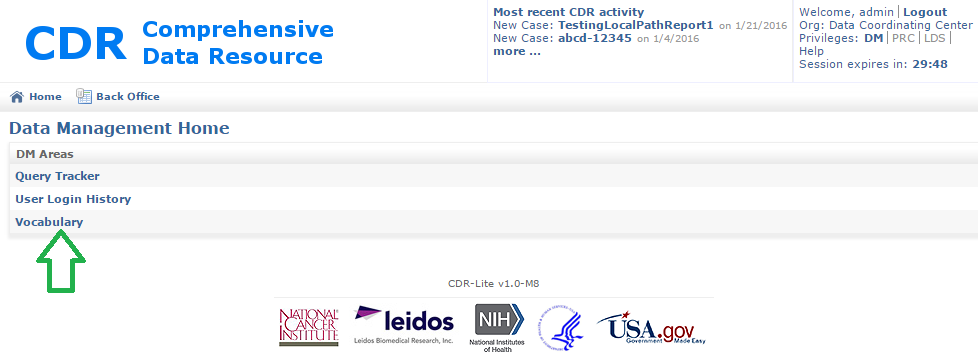 CDR
Comprehensive
Data Resource
Most recent CDR activity
New Case: TestingLocalPathReport1 on 1/21/2016
New Case: abcd-12345 on 1/4/2016
more ...
Welcome, admin | Logout
Org: Data Coordinating Center
Privileges: DM | PRC | LDS |
Help
Session expires in: 29:48
Home Back Office
Data Management Home
DM Areas
Query Tracker
User Login History
Vocabulary
CDR-Lite v1.0-M8
NATIONAL
CANCER
INSTITUTE
leidos
Leidos Biomedical Research, Inc.
NIH
National Institutes
of Health
USA.gov
Government Made Easy